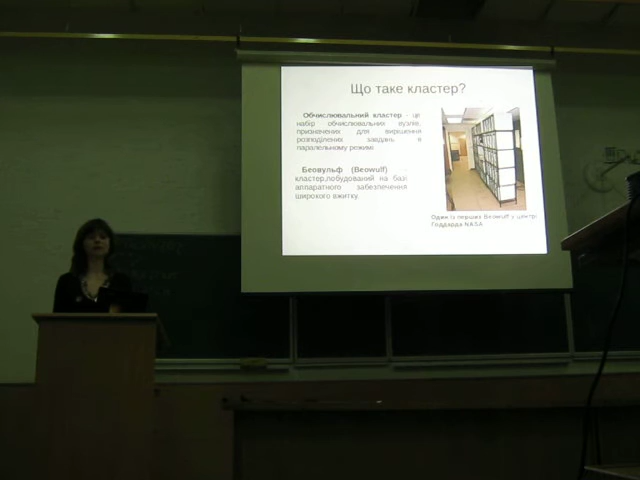 Що таке кластер?
Обчислювальний кластер - це
набір обчислювальних вузлів,
призначених для вирішення
розподілених завдань в
паралельному режимі
Беовульф (Beowulf)
кластер,побудований на базі
аппаратного забезпечення
широкого вжитку.
Один із перших Beowulf у центрі
Годдарда NASA